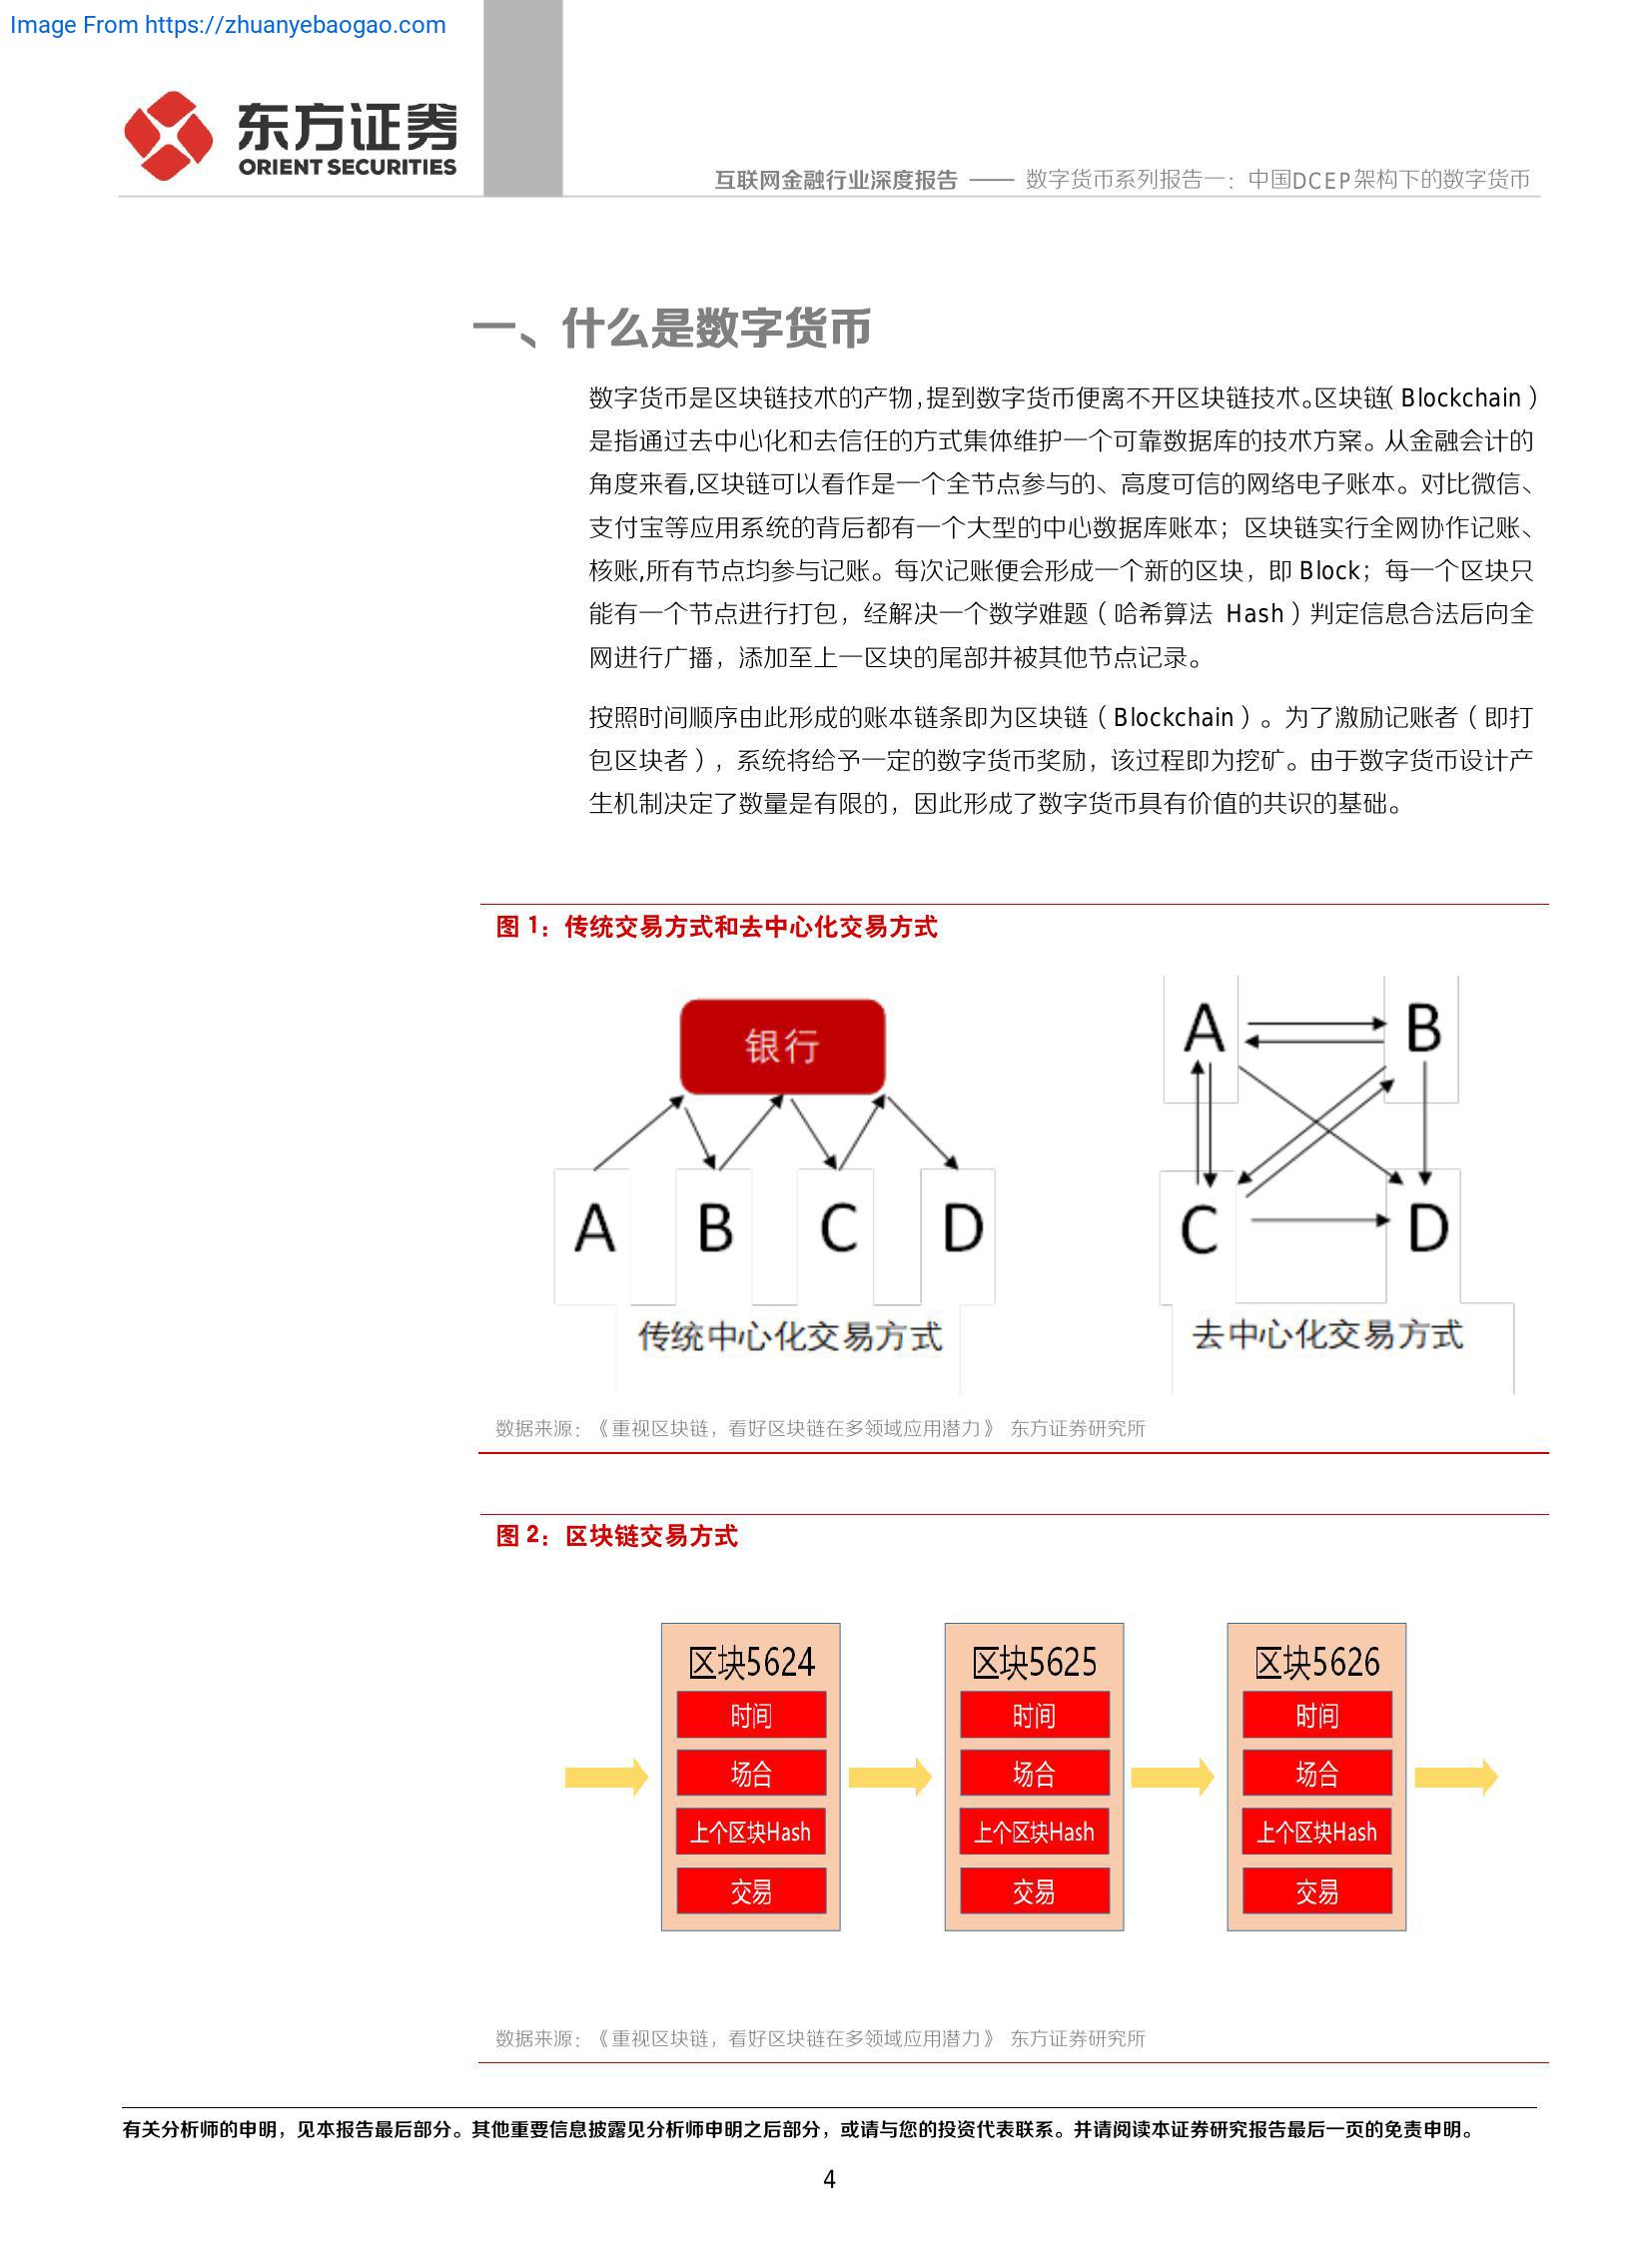 Image From https://zhuanyebaogao.com
东方证券
ORIENT SECURITIES
互联网金融行业深度报告 —— 数字货币系列报告一：中国DCEP架构下的数字货币
一、什么是数字货币
数字货币是区块链技术的产物,提到数字货币便离不开区块链技术。区块链（Blockchain）
是指通过去中心化和去信任的方式集体维护一个可靠数据库的技术方案。从金融会计的
角度来看,区块链可以看作是一个全节点参与的、高度可信的网络电子账本。对比微信、
支付宝等应用系统的背后都有一个大型的中心数据库账本；区块链实行全网协作记账、
核账,所有节点均参与记账。每次记账便会形成一个新的区块，即 Block；每一个区块只
能有一个节点进行打包，经解决一个数学难题（哈希算法 Hash）判定信息合法后向全
网进行广播，添加至上一区块的尾部并被其他节点记录。
按照时间顺序由此形成的账本链条即为区块链（Blockchain）。为了激励记账者（即打
包区块者），系统将给予一定的数字货币奖励，该过程即为挖矿。由于数字货币设计产
生机制决定了数量是有限的，因此形成了数字货币具有价值的共识的基础。
图 1：传统交易方式和去中心化交易方式
银行
A B C D
传统中心化交易方式
A B
C D
去中心化交易方式
数据来源：《重视区块链，看好区块链在多领域应用潜力》 东方证券研究所
图 2：区块链交易方式
区块5624
时间
场合
上个区块Hash
交易
区块5625
时间
场合
上个区块Hash
交易
区块5626
时间
场合
上个区块Hash
交易
数据来源：《重视区块链，看好区块链在多领域应用潜力》 东方证券研究所
有关分析师的申明，见本报告最后部分。其他重要信息披露见分析师申明之后部分，或请与您的投资代表联系。并请阅读本证券研究报告最后一页的免责申明。
4